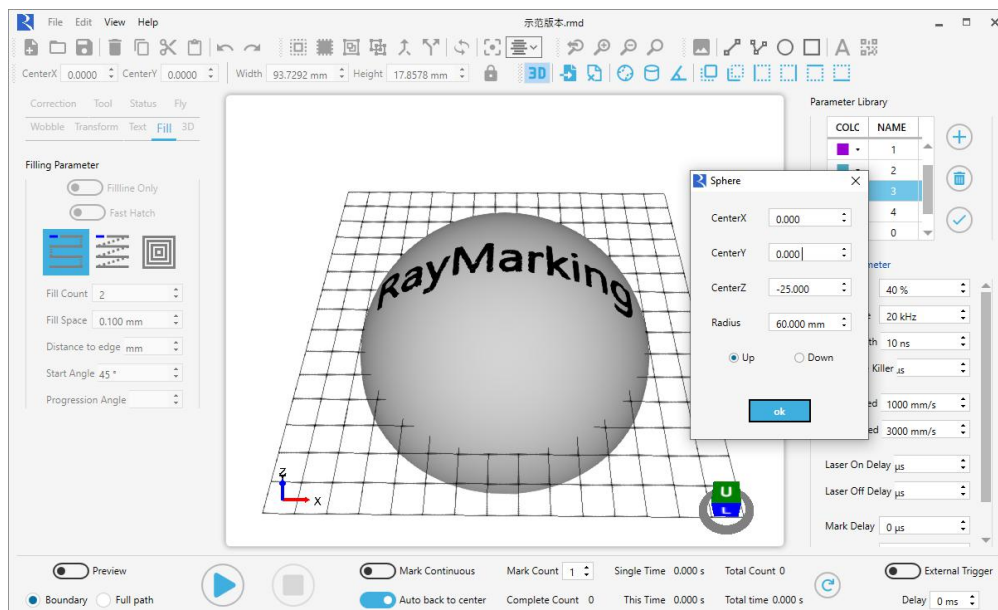 File Edit View Help 示范版本.rmd
CenterX 0.0000 CenterY 0.0000 Width 93.7292 mm Height 17.8578 mm 3D
Correction Tool Status Fly
Wobble Transform Text Fill 3D
Filling Parameter
Fillline Only
Fast Hatch
Fill Count 2
Fill Space 0.100 mm
Distance to edge mm
Start Angle 45 °
Progression Angle
RayMarking
Z
X
U
L
Sphere
CenterX 0.000
CenterY 0.000
CenterZ -25.000
Radius 60.000 mm
Up Down
ok
Parameter Library
COLC NAME
1
2
3
4
0
meter
40 %
20 kHz
th 10 ns
Killer µs
ed 1000 mm/s
ed 3000 mm/s
Laser On Delay µs
Laser Off Delay µs
Mark Delay 0 µs
Preview
Boundary Full path
Mark Continuous Mark Count 1 Single Time 0.000 s Total Count 0
Auto back to center Complete Count 0 This Time 0.000 s Total time 0.000 s
External Trigger
Delay 0 ms